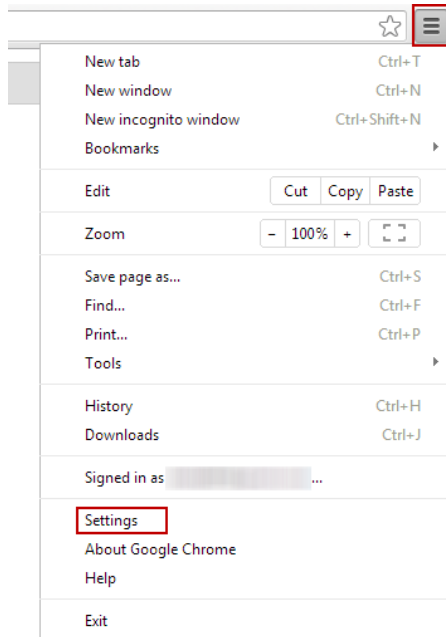 New tab Ctrl+T
New window Ctrl+N
New incognito window Ctrl+Shift+N
Bookmarks
Edit Cut Copy Paste
Zoom - 100% +
Save page as... Ctrl+S
Find... Ctrl+F
Print... Ctrl+P
Tools
History Ctrl+H
Downloads Ctrl+J
Signed in as ...
Settings
About Google Chrome
Help
Exit